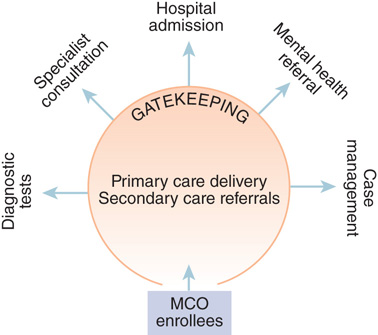 Hospital
admission
Specialist
consultation
Mental health
referral
GATEKEEPING
Diagnostic
tests
Primary care delivery
Secondary care referrals
Case
management
MCO
enrollees